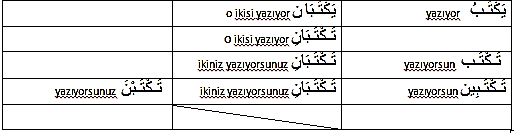 يَكْتَبُ yazıyor
يَكْتَبَانِ o ikisi yazıyor
تَكْتَبَانِ O ikisi yazıyor
تَكْتَب yazıyorsun
تَكْتَبَانِ ikiniz yazıyorsunuz
تَكْتَبِينَ yazıyorsun
تَكْتَبَانِ ikiniz yazıyorsunuz
تَكْتَبْنَ yazıyorsunuz